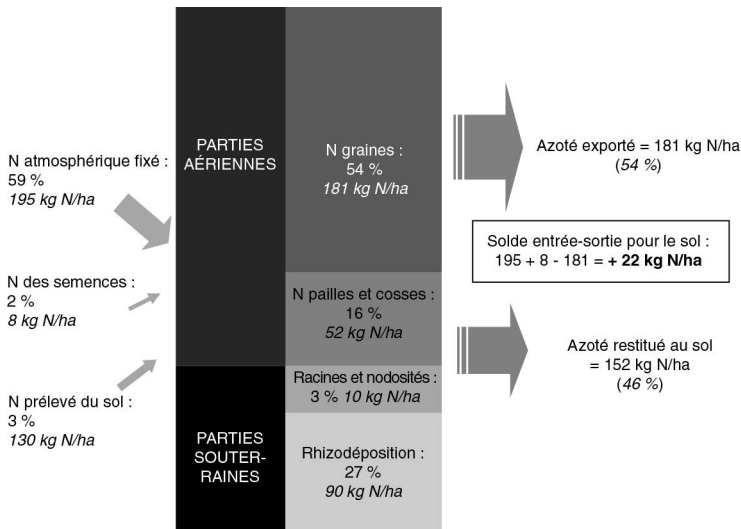 N atmosphérique fixé :
59 %
195 kg N/ha
N des semences :
2 %
8 kg N/ha
N prélevé du sol :
3 %
130 kg N/ha
PARTIES
AÉRIENNES
PARTIES
SOUTER-
RAINES
N graines :
54 %
181 kg N/ha
N pailles et cosses :
16 %
52 kg N/ha
Racines et nodosités :
3 % 10 kg N/ha
Rhizodéposition :
27 %
90 kg N/ha
Azoté exporté = 181 kg N/ha
(54 %)
Solde entrée-sortie pour le sol :
195 + 8 - 181 = + 22 kg N/ha
Azoté restitué au sol
= 152 kg N/ha
(46 %)